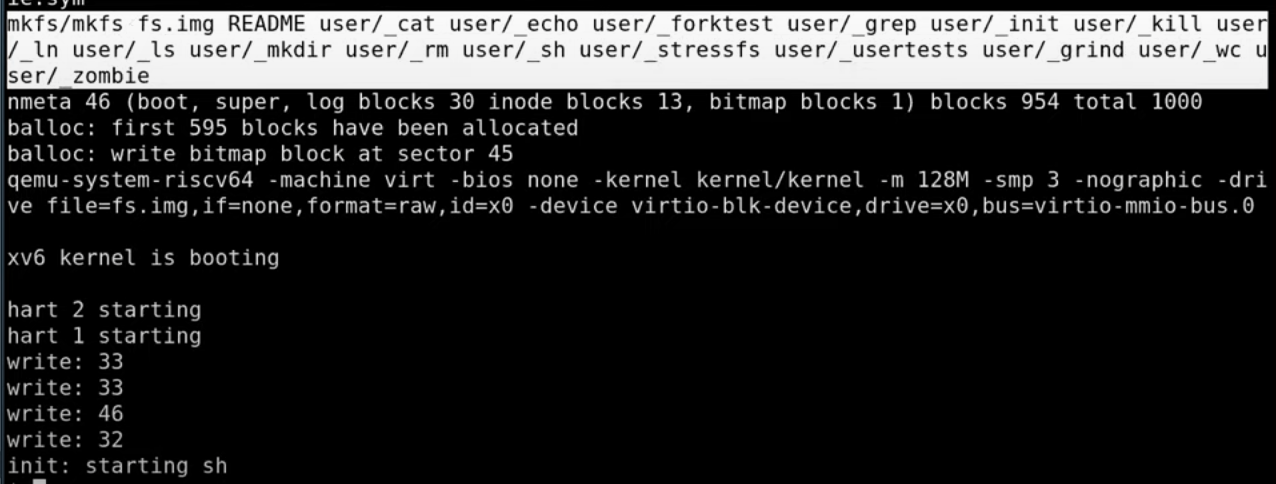 ie.sym
mkfs/mkfs fs.img README user/_cat user/_echo user/_forktest user/_grep user/_init user/_kill user
/_ln user/_ls user/_mkdir user/_rm user/_sh user/_stressfs user/_usertests user/_grind user/_wc u
ser/_zombie
nmeta 46 (boot, super, log blocks 30 inode blocks 13, bitmap blocks 1) blocks 954 total 1000
balloc: first 595 blocks have been allocated
balloc: write bitmap block at sector 45
qemu-system-riscv64 -machine virt -bios none -kernel kernel/kernel -m 128M -smp 3 -nographic -dri
ve file=fs.img,if=none,format=raw,id=x0 -device virtio-blk-device,drive=x0,bus=virtio-mmio-bus.0
xv6 kernel is booting
hart 2 starting
hart 1 starting
write: 33
write: 33
write: 46
write: 32
init: starting sh